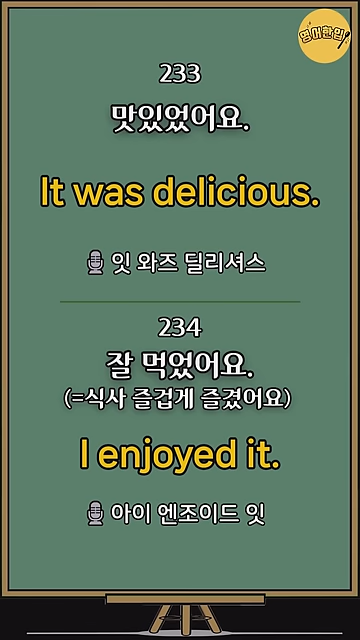 영어한입
233
맛있었어요.
It was delicious.
잇 와즈 딜리셔스
234
잘 먹었어요.
(=식사 즐겁게 즐겼어요)
I enjoyed it.
아이 엔조이드 잇